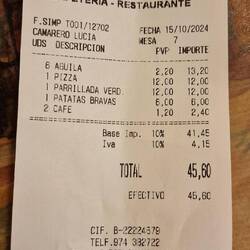 RESTAURANTE
F.SIMP T001/12702 FECHA 15/10/2024
CAMARERO LUCIA MESA 7
UDS DESCRIPCION PVP IMPORTE
6 AGUILA 2,20 13,20
1 PIZZA 12,00 12,00
1 PARRILLADA VERD. 12,00 12,00
1 PATATAS BRAVAS 6,00 6,00
2 CAFE 1,20 2,40
Base Imp. 10% 41,45
Iva 10% 4,15
TOTAL 45,60
EFECTIVO 45,60
CIF. B-22224679
TELF.974 332722